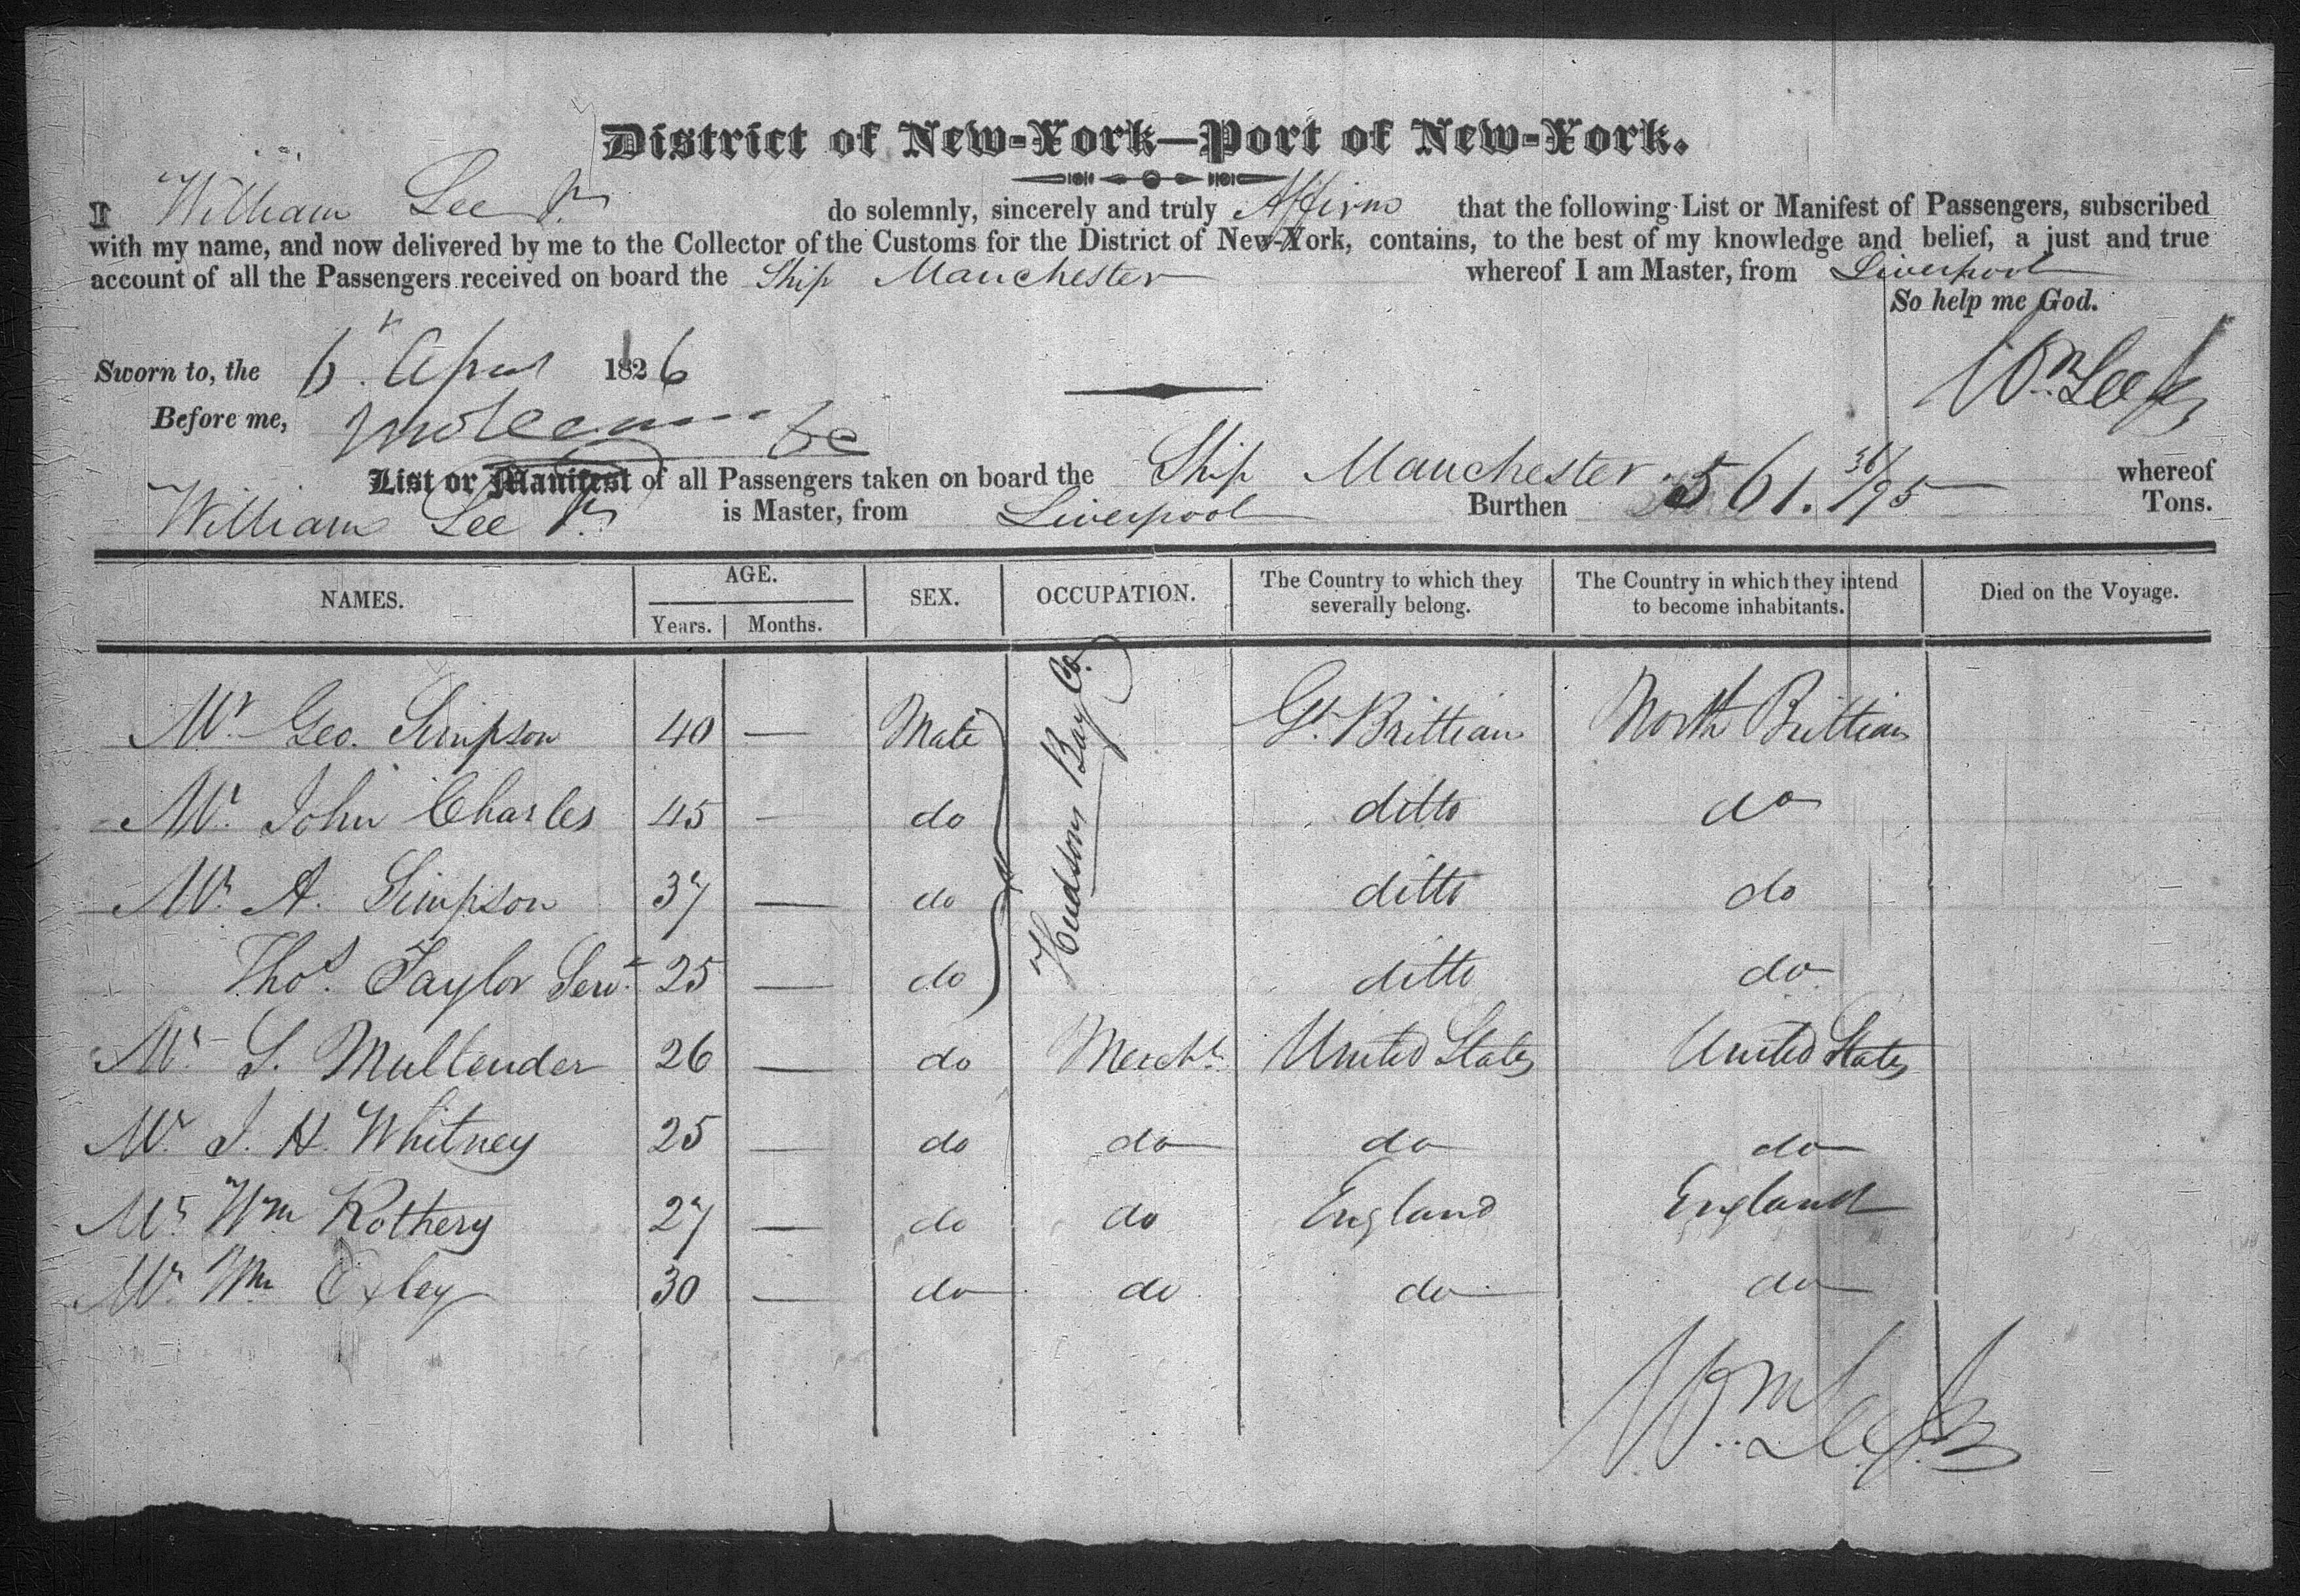 District of New-York—Port of New-York.
I William Lee Jr. do solemnly, sincerely and truly Affirm that the following List or Manifest of Passengers, subscribed
with my name, and now delivered by me to the Collector of the Customs for the District of New-York, contains, to the best of my knowledge and belief, a just and true
account of all the Passengers received on board the Ship Manchester whereof I am Master, from Liverpool
So help me God.
Sworn to, the 6. April 1826
Wm. Lee Jr
Before me,
List or Manifest of all Passengers taken on board the Ship Manchester whereof
William Lee Jr. is Master, from Liverpool Burthen 561. 36/95 Tons.
NAMES. AGE. Years. Months. SEX. OCCUPATION. The Country to which they severally belong. The Country in which they intend to become inhabitants. Died on the Voyage.
Mr. Geo. Simpson 40 — Male Hudson Bay Co. Gt. Brittian North Brittian
Mr. John Charles 45 — do ditto do
Mr. A. Simpson 37 — do ditto do
Thos. Taylor Servt. 25 — do ditto do
Mr. S. Mullender 26 — do Mercht. United States United States
Mr. J. H. Whitney 25 — do do do do
Mr. Wm Rothery 27 — do do England England
Mr. Wm Exley 30 — do do do do
Wm. Lee Jr.